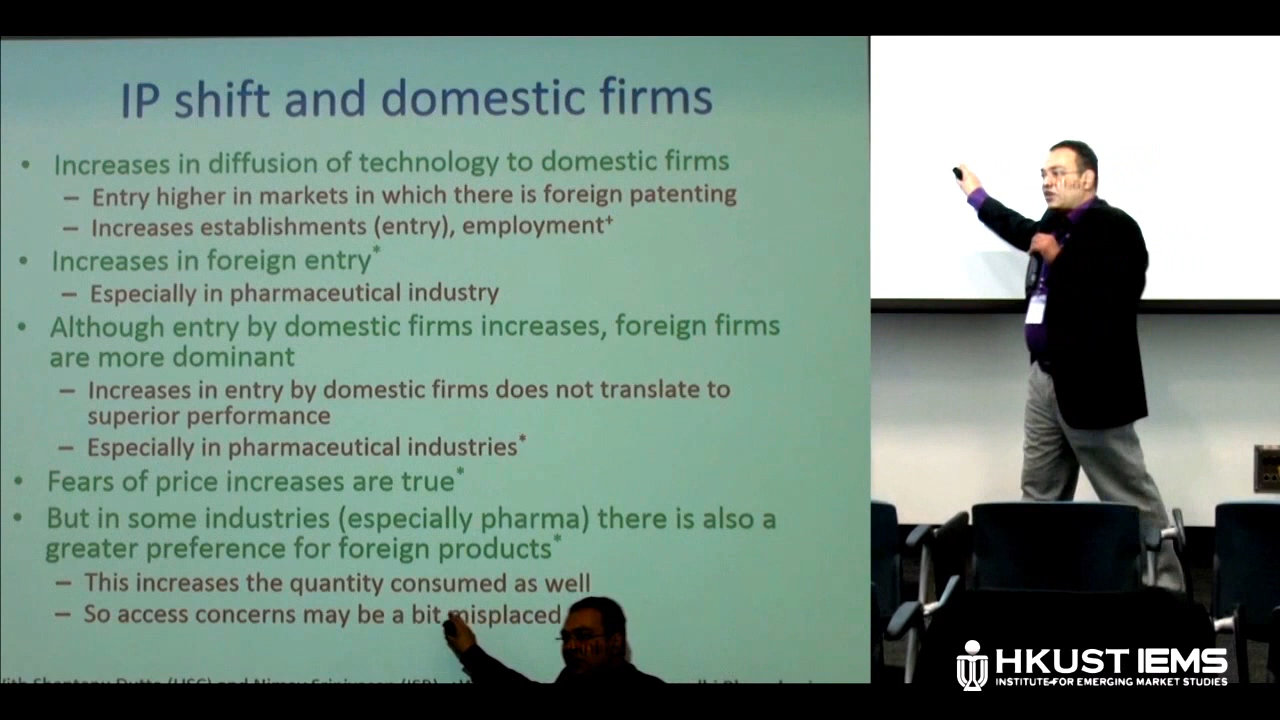 IP shift and domestic firms
• Increases in diffusion of technology to domestic firms
– Entry higher in markets in which there is foreign patenting
– Increases establishments (entry), employment+
• Increases in foreign entry*
– Especially in pharmaceutical industry
• Although entry by domestic firms increases, foreign firms
are more dominant
– Increases in entry by domestic firms does not translate to
superior performance
– Especially in pharmaceutical industries*
• Fears of price increases are true*
• But in some industries (especially pharma) there is also a
greater preference for foreign products*
– This increases the quantity consumed as well
– So access concerns may be a bit misplaced
HKUST IEMS
INSTITUTE FOR EMERGING MARKET STUDIES